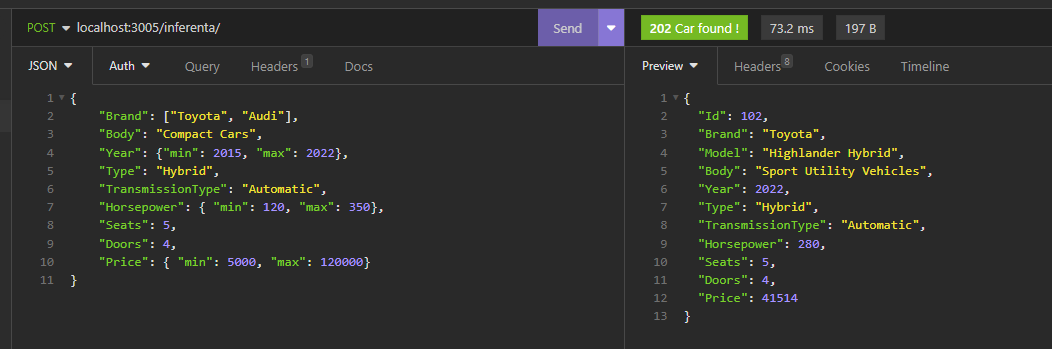 POST localhost:3005/inferenta/ Send 202 Car found ! 73.2 ms 197 B
JSON Auth Query Headers 1 Docs Preview Headers 8 Cookies Timeline
1 {
2 "Brand": ["Toyota", "Audi"],
3 "Body": "Compact Cars",
4 "Year": {"min": 2015, "max": 2022},
5 "Type": "Hybrid",
6 "TransmissionType": "Automatic",
7 "Horsepower": { "min": 120, "max": 350},
8 "Seats": 5,
9 "Doors": 4,
10 "Price": { "min": 5000, "max": 120000}
11 }
1 {
2 "Id": 102,
3 "Brand": "Toyota",
4 "Model": "Highlander Hybrid",
5 "Body": "Sport Utility Vehicles",
6 "Year": 2022,
7 "Type": "Hybrid",
8 "TransmissionType": "Automatic",
9 "Horsepower": 280,
10 "Seats": 5,
11 "Doors": 4,
12 "Price": 41514
13 }